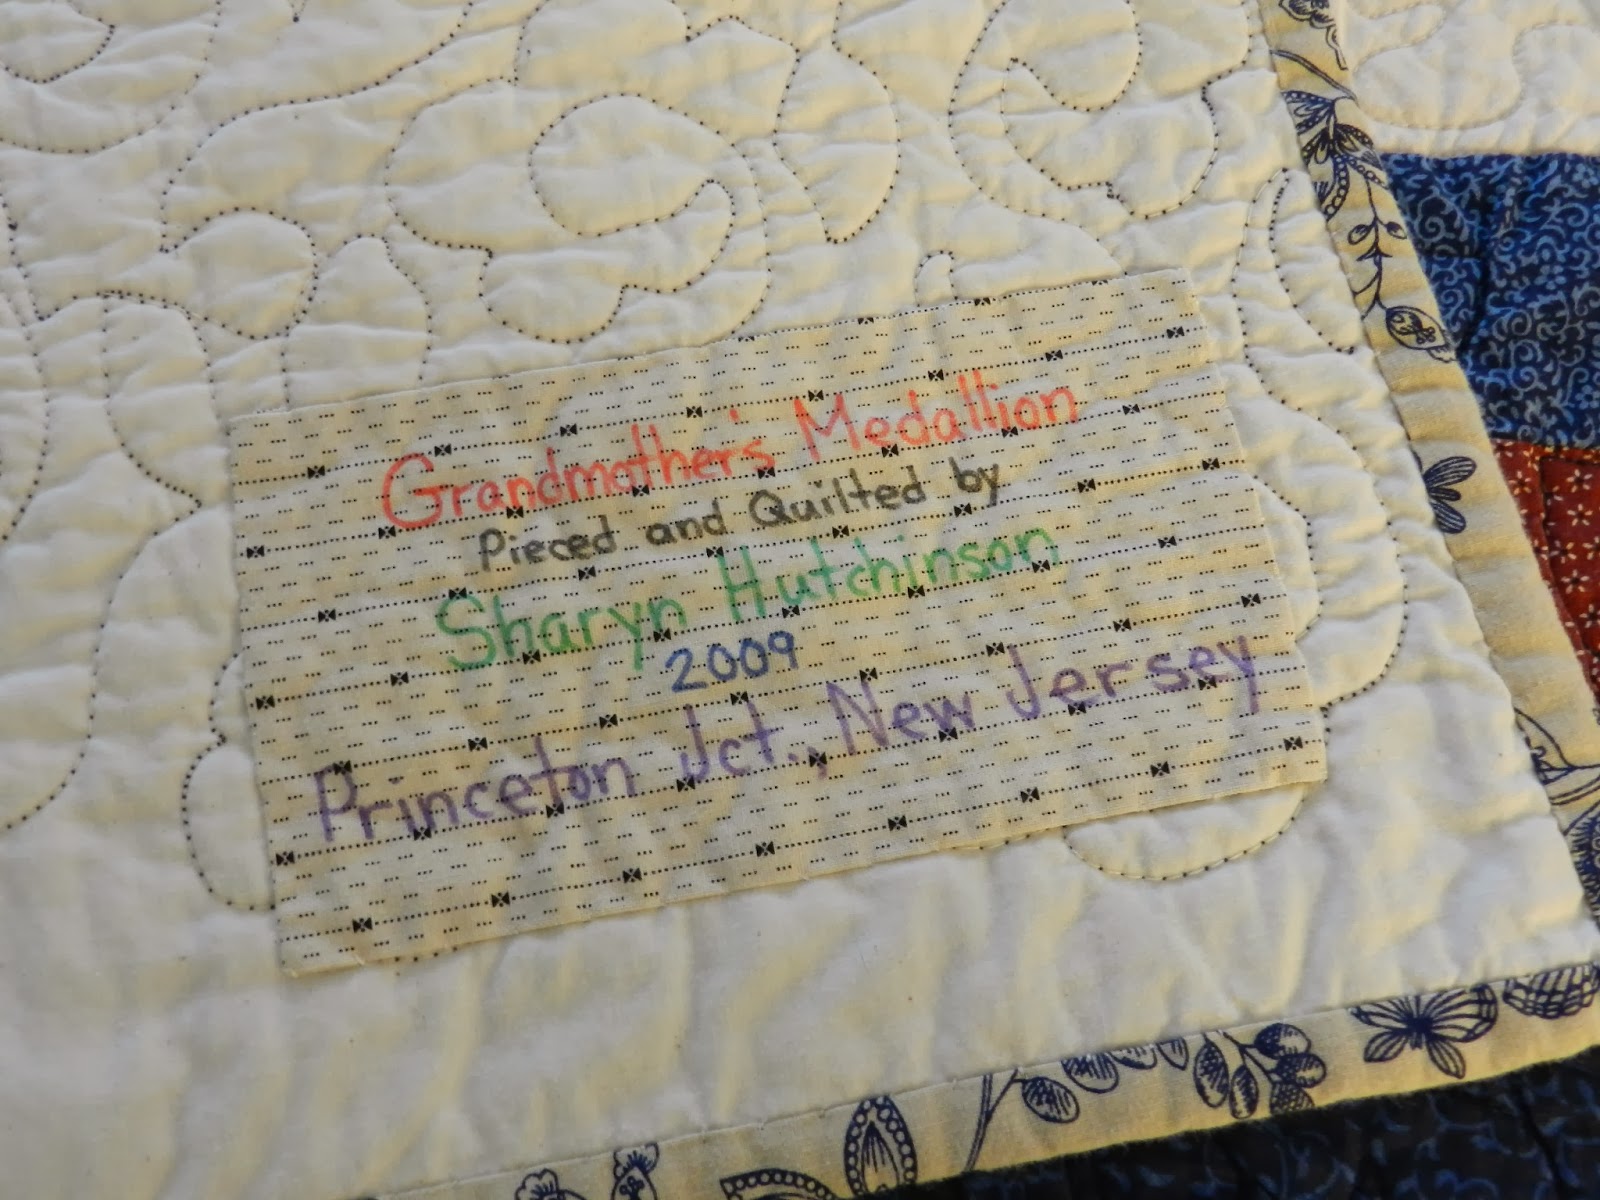 Grandmother's Medallion
Pieced and Quilted by
Sharyn Hutchinson
2009
Princeton Jct., New Jersey